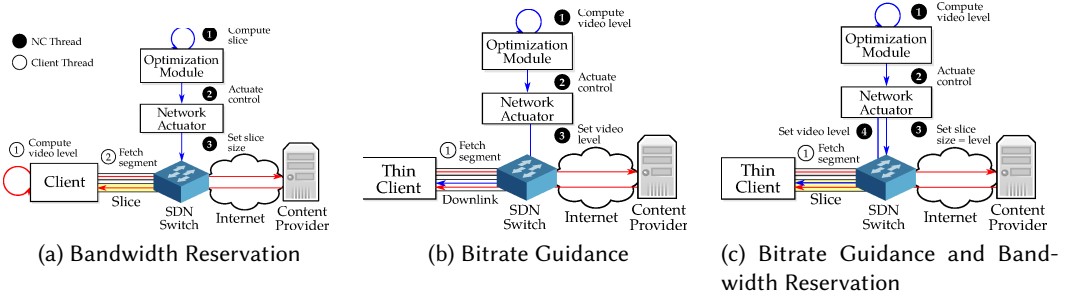 NC Thread
Client Thread
1 Compute
slice
Optimization
Module
2 Actuate
control
Network
Actuator
1 Compute
video level
2 Fetch
segment
3 Set slice
size
Client
Slice
SDN
Switch
Internet
Content
Provider
(a) Bandwidth Reservation
1 Compute
video level
Optimization
Module
2 Actuate
control
Network
Actuator
3 Set video level
1 Fetch
segment
Thin
Client
Downlink
SDN
Switch
Internet
Content
Provider
(b) Bitrate Guidance
1 Compute
video level
Optimization
Module
2 Actuate
control
Network
Actuator
Set video level 4
3 Set slice
size = level
1 Fetch
segment
Thin
Client
Slice
SDN
Switch
Internet
Content
Provider
(c) Bitrate Guidance and Band-
width Reservation